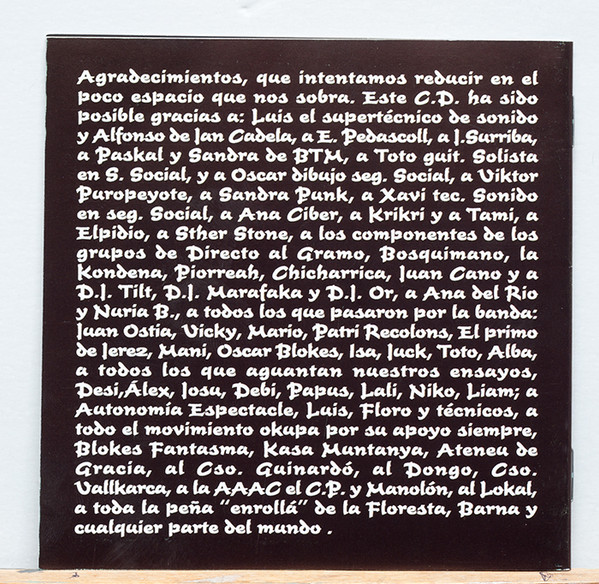 Agradecimientos, que intentamos reducir en el
poco espacio que nos sobra. Este C.D. ha sido
posible gracias a: Luis el supertécnico de sonido
y Alfonso de Jan Cadela, a E. Pedascoll, a J.Surriba,
a Paskal y Sandra de BTM, a Toto guit. Solista
en S. Social, y a Oscar dibujo seg. Social, a Viktor
Puropeyote, a Sandra Punk, a Xavi tec. Sonido
en seg. Social, a Ana Ciber, a Krikri y a Tami, a
Elpidio, a Sther Stone, a los componentes de los
grupos de Directo al Gramo, Bosquimano, la
Kondena, Piorreah, Chicharrica, Juan Cano y a
D.J. Tilt, D.J. Marafaka y D.J. Or, a Ana del Rio
y Nuria B., a todos los que pasaron por la banda:
Juan Ostia, Vicky, Mario, Patri Recolons, El primo
de Jerez, Mani, Oscar Blokes, Isa, Juck, Toto, Alba,
a todos los que aguantan nuestros ensayos,
Desi,Álex, Josu, Debi, Papus, Lali, Niko, Liam; a
Autonomía Espectacle, Luis, Floro y técnicos, a
todo el movimiento okupa por su apoyo siempre,
Blokes Fantasma, Kasa Muntanya, Ateneu de
Gracía, al Cso. Guinardó, al Dongo, Cso.
Vallkarca, a la AAAC el C.P. y Manolón, al Lokal,
a toda la peña "enrollá" de la Floresta, Barna y
cualquier parte del mundo .